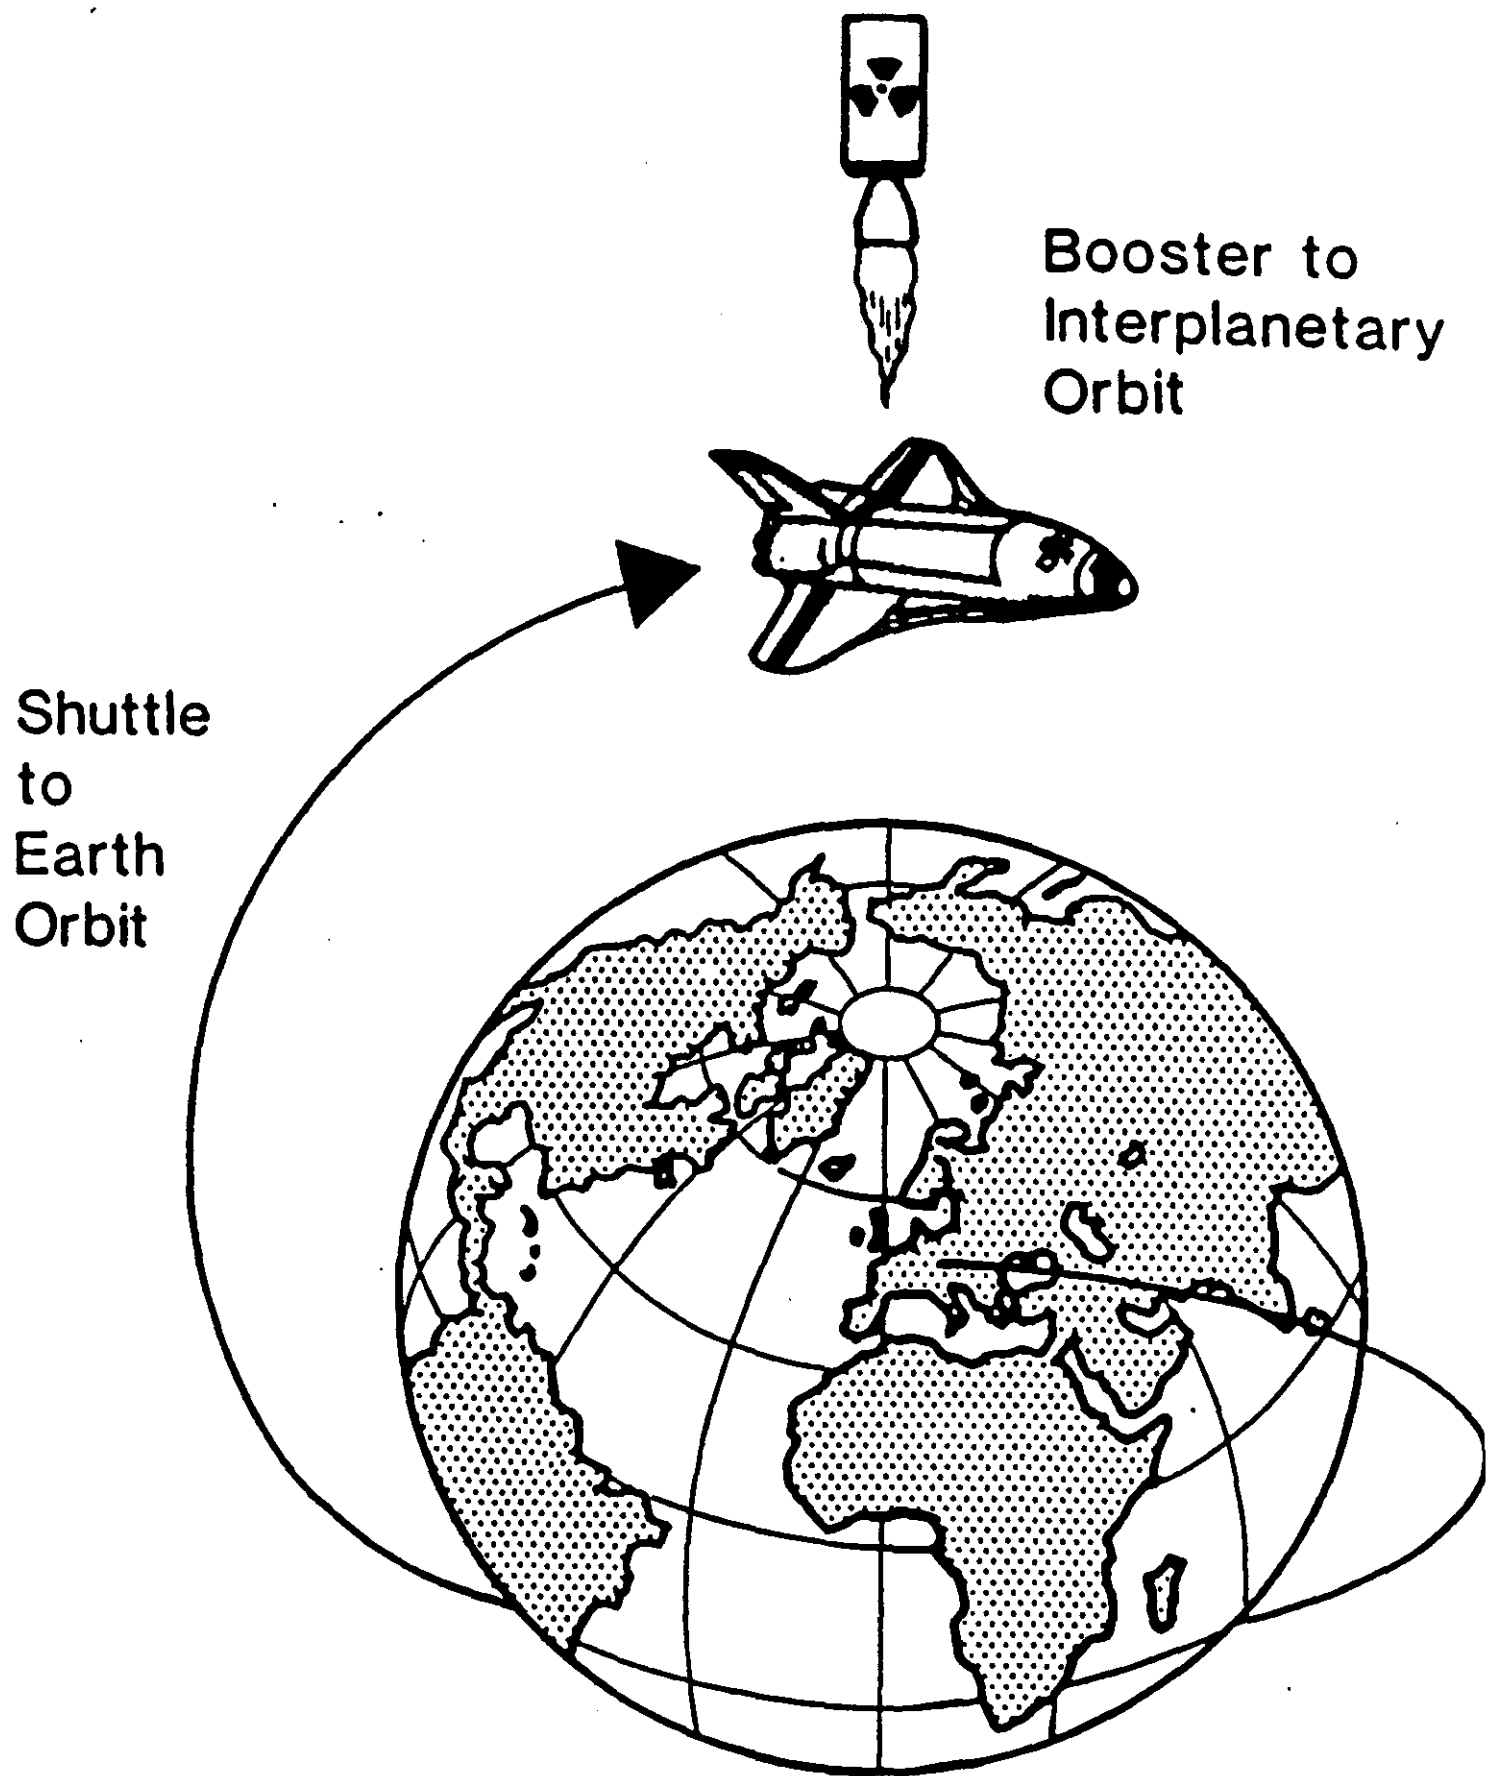 Booster to
Interplanetary
Orbit
Shuttle
to
Earth
Orbit